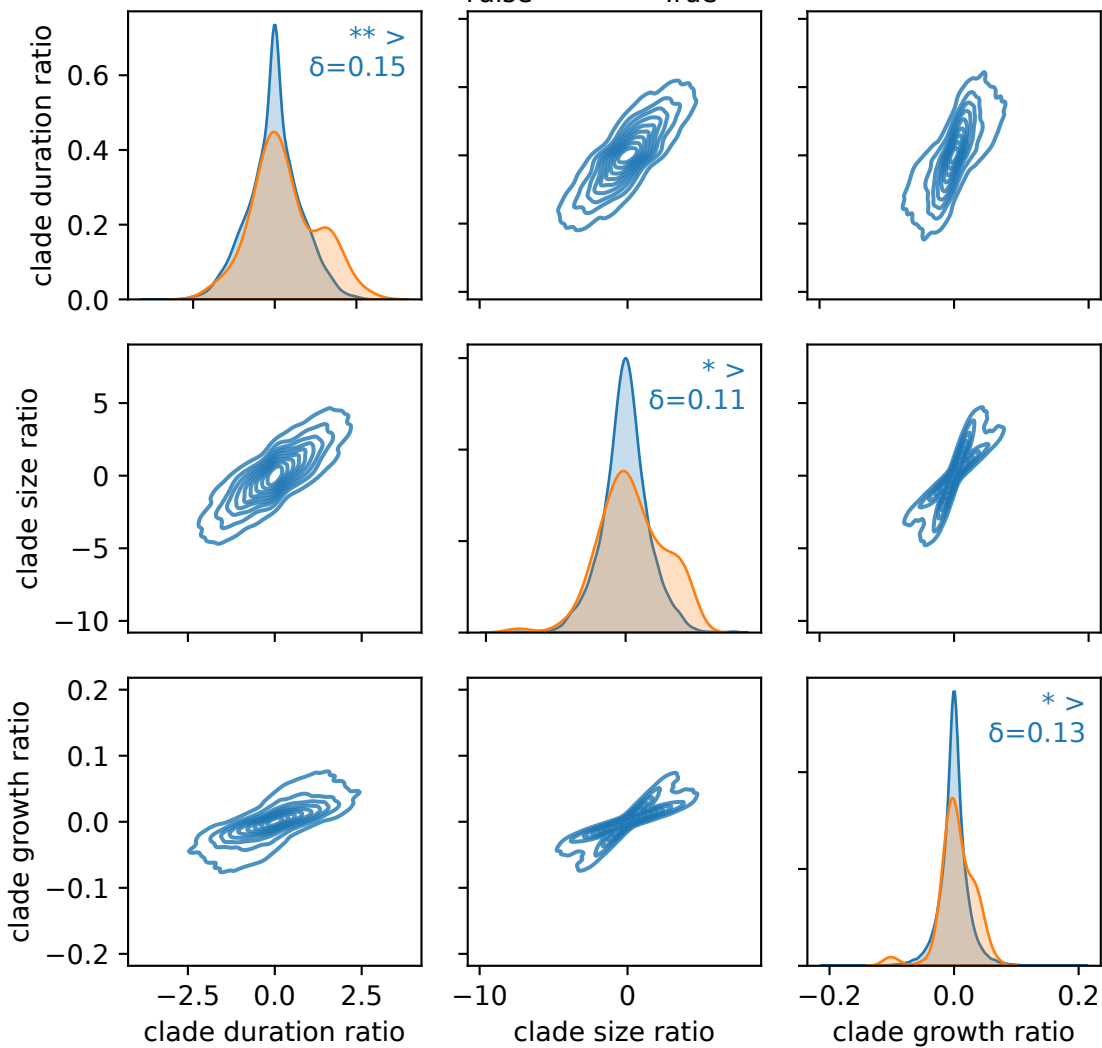 False True
clade duration ratio
0.6
0.4
0.2
0.0
** >
δ=0.15
clade size ratio
5
0
−5
−10
* >
δ=0.11
clade growth ratio
0.2
0.1
0.0
−0.1
−0.2
* >
δ=0.13
−2.5 0.0 2.5
−10 0
−0.2 0.0 0.2
clade duration ratio
clade size ratio
clade growth ratio